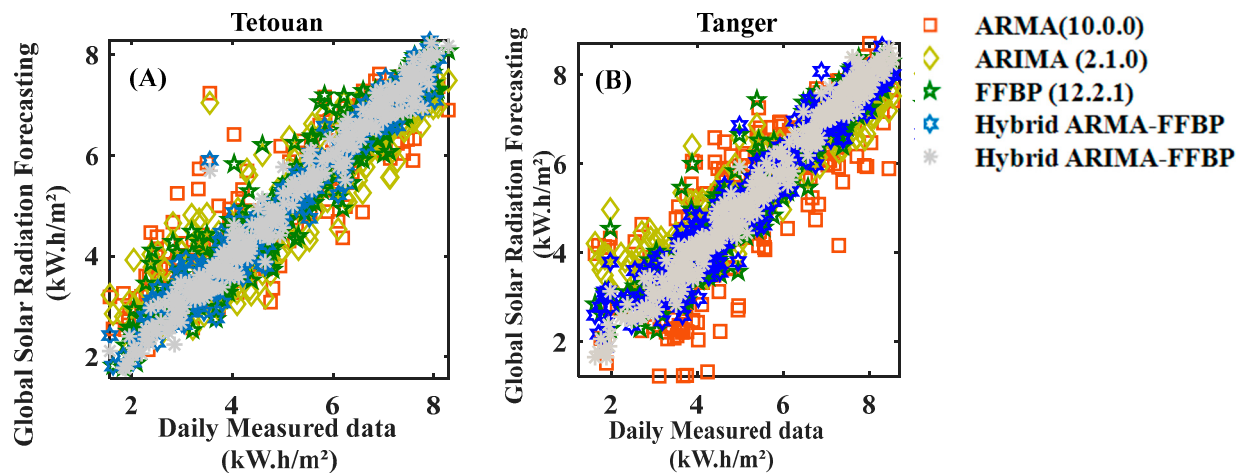 Tetouan
Global Solar Radiation Forecasting
(kW.h/m²)
(A)
8
6
4
2
2 4 6 8
Daily Measured data
(kW.h/m²)
Tanger
Global Solar Radiation Forecasting
(kW.h/m²)
(B)
8
6
4
2
2 4 6 8
Daily Measured data
(kW.h/m²)
ARMA(10.0.0)
ARIMA (2.1.0)
FFBP (12.2.1)
Hybrid ARMA-FFBP
Hybrid ARIMA-FFBP